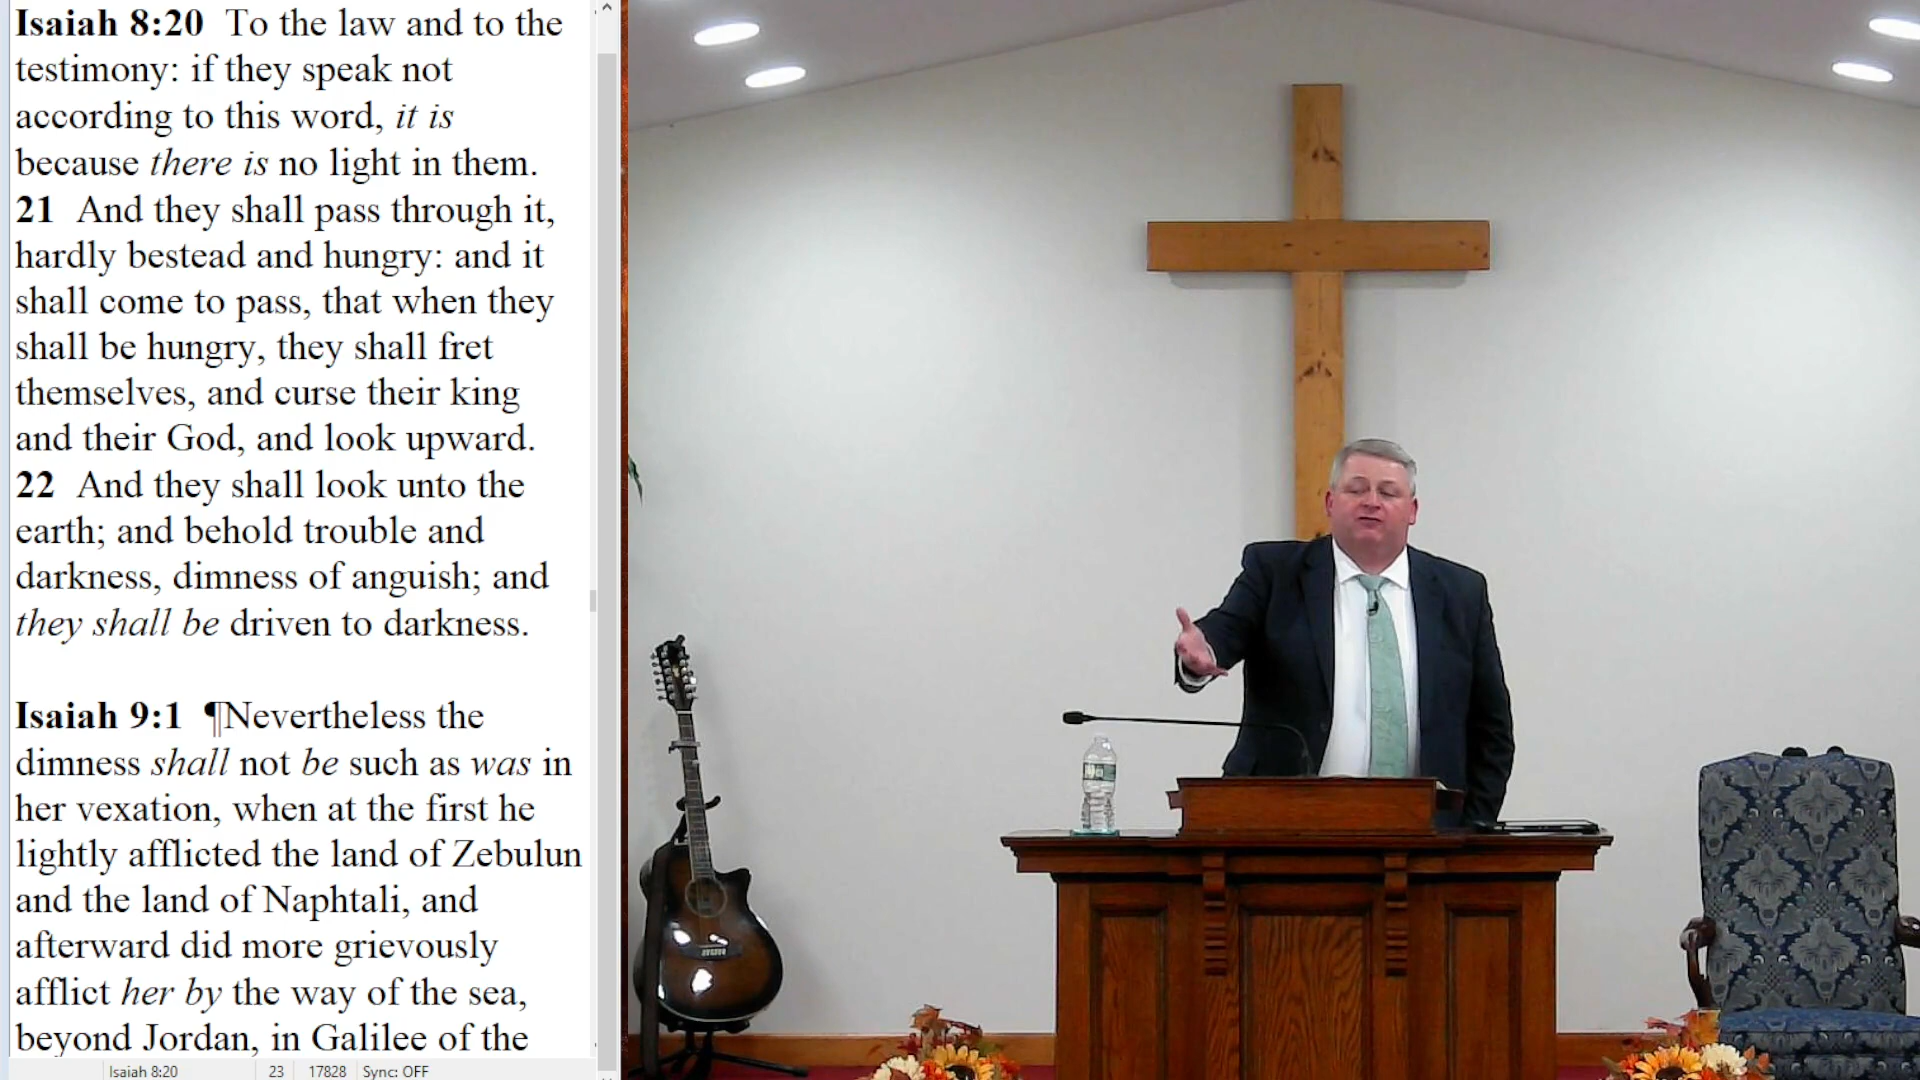 Isaiah 8:20 To the law and to the
testimony: if they speak not
according to this word, it is
because there is no light in them.
21 And they shall pass through it,
hardly bestead and hungry: and it
shall come to pass, that when they
shall be hungry, they shall fret
themselves, and curse their king
and their God, and look upward.
22 And they shall look unto the
earth; and behold trouble and
darkness, dimness of anguish; and
they shall be driven to darkness.
Isaiah 9:1 ¶Nevertheless the
dimness shall not be such as was in
her vexation, when at the first he
lightly afflicted the land of Zebulun
and the land of Naphtali, and
afterward did more grievously
afflict her by the way of the sea,
beyond Jordan, in Galilee of the
Isaiah 8:20 23 17828 Sync: OFF